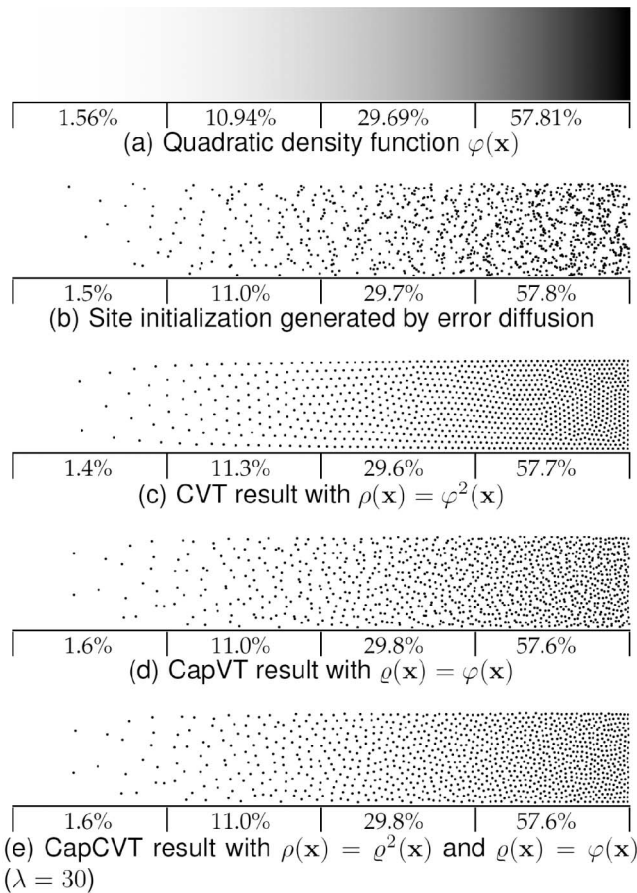 1.56% 10.94% 29.69% 57.81%
(a) Quadratic density function φ(x)
1.5% 11.0% 29.7% 57.8%
(b) Site initialization generated by error diffusion
1.4% 11.3% 29.6% 57.7%
(c) CVT result with ρ(x) = φ²(x)
1.6% 11.0% 29.8% 57.6%
(d) CapVT result with ϱ(x) = φ(x)
1.6% 11.0% 29.8% 57.6%
(e) CapCVT result with ρ(x) = ϱ²(x) and ϱ(x) = φ(x)
(λ = 30)